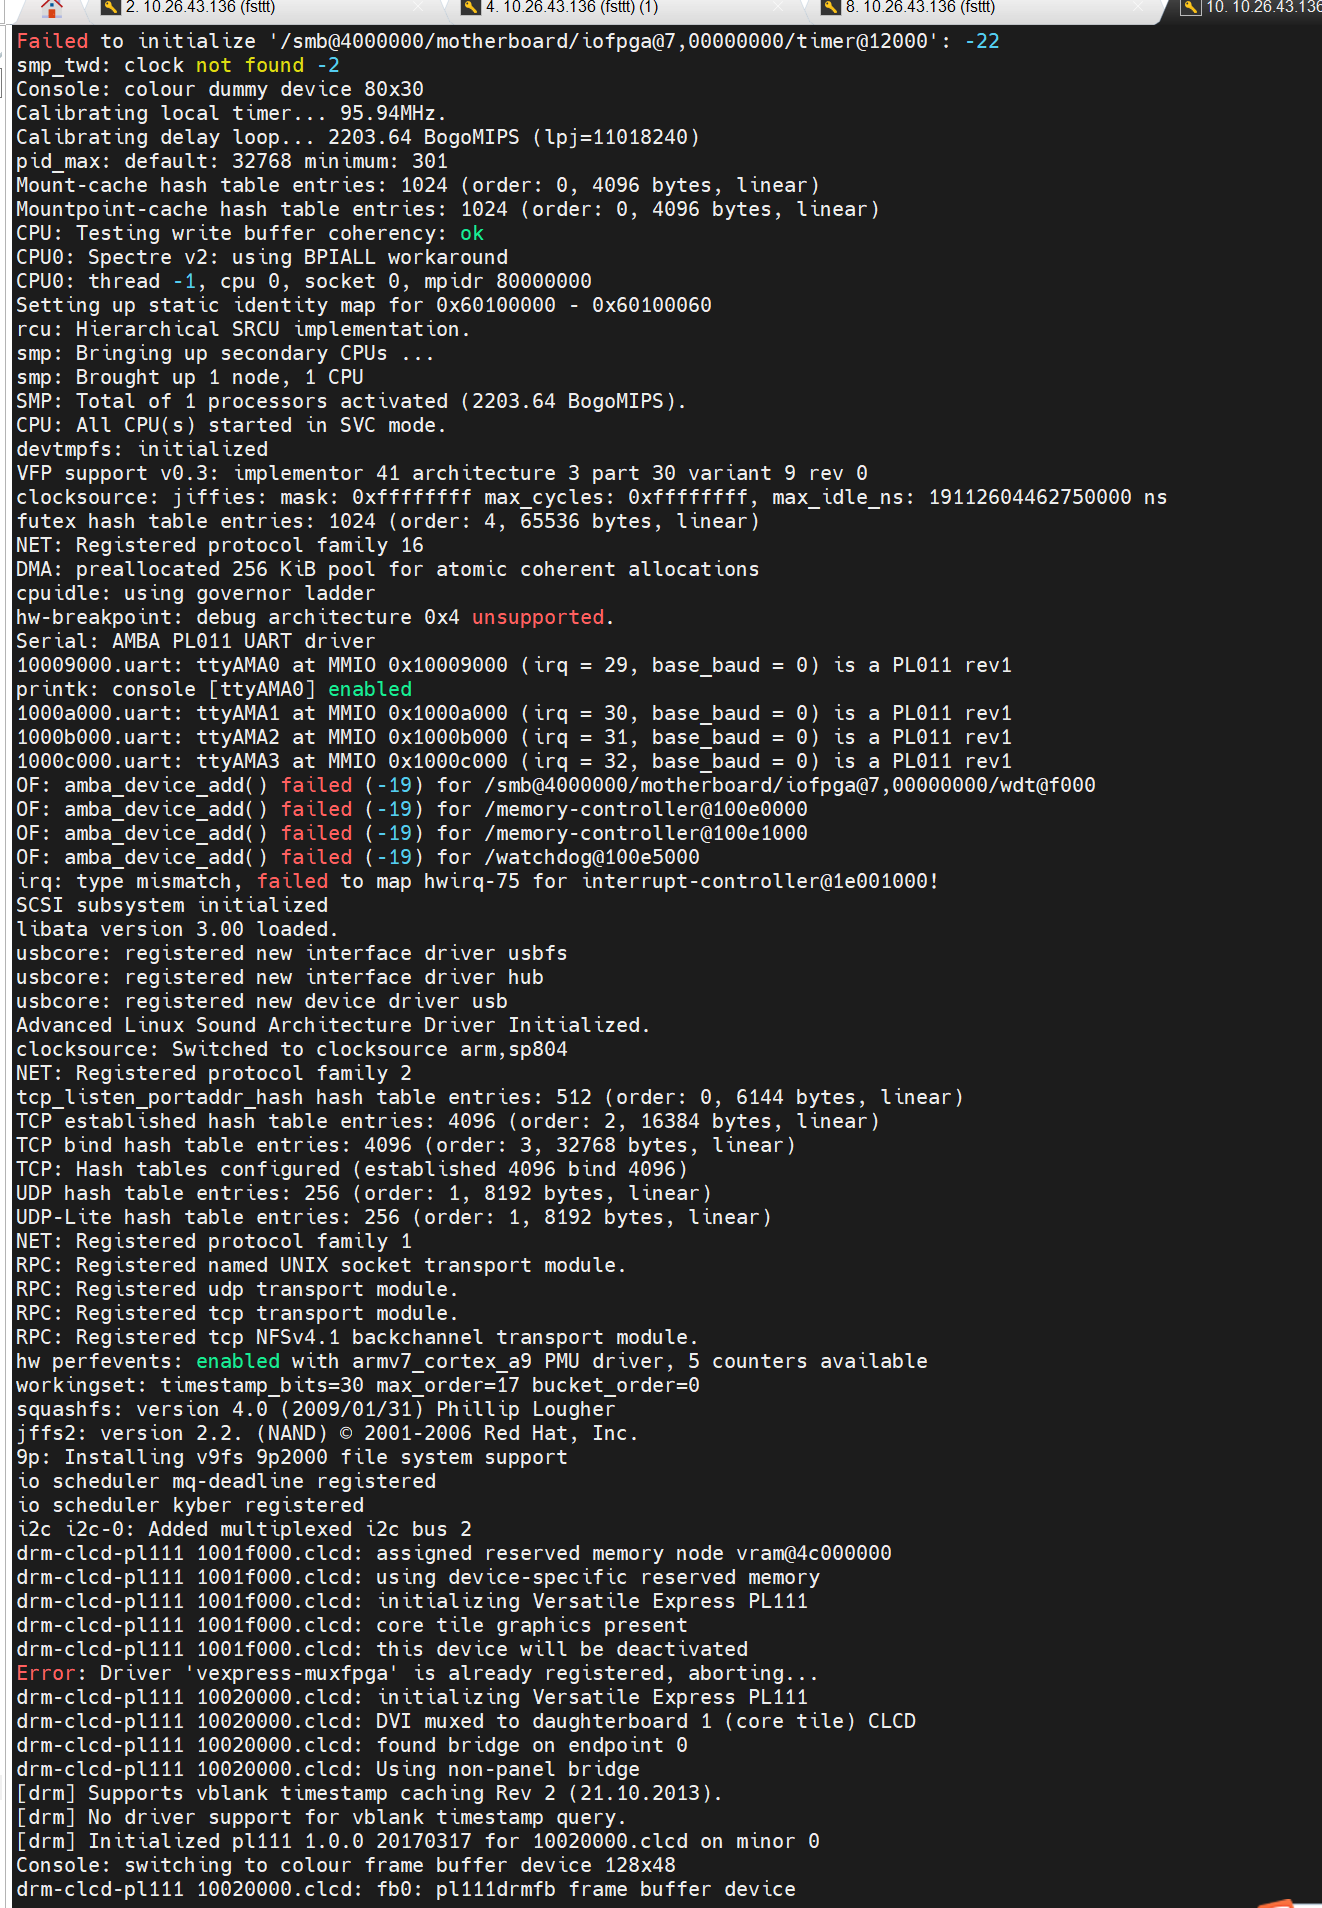 2. 10.26.43.136 (fsttt)
4. 10.26.43.136 (fsttt) (1)
8. 10.26.43.136 (fsttt)
10. 10.26.43.136
Failed to initialize '/smb@4000000/motherboard/iofpga@7,00000000/timer@12000': -22
smp_twd: clock not found -2
Console: colour dummy device 80x30
Calibrating local timer... 95.94MHz.
Calibrating delay loop... 2203.64 BogoMIPS (lpj=11018240)
pid_max: default: 32768 minimum: 301
Mount-cache hash table entries: 1024 (order: 0, 4096 bytes, linear)
Mountpoint-cache hash table entries: 1024 (order: 0, 4096 bytes, linear)
CPU: Testing write buffer coherency: ok
CPU0: Spectre v2: using BPIALL workaround
CPU0: thread -1, cpu 0, socket 0, mpidr 80000000
Setting up static identity map for 0x60100000 - 0x60100060
rcu: Hierarchical SRCU implementation.
smp: Bringing up secondary CPUs ...
smp: Brought up 1 node, 1 CPU
SMP: Total of 1 processors activated (2203.64 BogoMIPS).
CPU: All CPU(s) started in SVC mode.
devtmpfs: initialized
VFP support v0.3: implementor 41 architecture 3 part 30 variant 9 rev 0
clocksource: jiffies: mask: 0xffffffff max_cycles: 0xffffffff, max_idle_ns: 19112604462750000 ns
futex hash table entries: 1024 (order: 4, 65536 bytes, linear)
NET: Registered protocol family 16
DMA: preallocated 256 KiB pool for atomic coherent allocations
cpuidle: using governor ladder
hw-breakpoint: debug architecture 0x4 unsupported.
Serial: AMBA PL011 UART driver
10009000.uart: ttyAMA0 at MMIO 0x10009000 (irq = 29, base_baud = 0) is a PL011 rev1
printk: console [ttyAMA0] enabled
1000a000.uart: ttyAMA1 at MMIO 0x1000a000 (irq = 30, base_baud = 0) is a PL011 rev1
1000b000.uart: ttyAMA2 at MMIO 0x1000b000 (irq = 31, base_baud = 0) is a PL011 rev1
1000c000.uart: ttyAMA3 at MMIO 0x1000c000 (irq = 32, base_baud = 0) is a PL011 rev1
OF: amba_device_add() failed (-19) for /smb@4000000/motherboard/iofpga@7,00000000/wdt@f000
OF: amba_device_add() failed (-19) for /memory-controller@100e0000
OF: amba_device_add() failed (-19) for /memory-controller@100e1000
OF: amba_device_add() failed (-19) for /watchdog@100e5000
irq: type mismatch, failed to map hwirq-75 for interrupt-controller@1e001000!
SCSI subsystem initialized
libata version 3.00 loaded.
usbcore: registered new interface driver usbfs
usbcore: registered new interface driver hub
usbcore: registered new device driver usb
Advanced Linux Sound Architecture Driver Initialized.
clocksource: Switched to clocksource arm,sp804
NET: Registered protocol family 2
tcp_listen_portaddr_hash hash table entries: 512 (order: 0, 6144 bytes, linear)
TCP established hash table entries: 4096 (order: 2, 16384 bytes, linear)
TCP bind hash table entries: 4096 (order: 3, 32768 bytes, linear)
TCP: Hash tables configured (established 4096 bind 4096)
UDP hash table entries: 256 (order: 1, 8192 bytes, linear)
UDP-Lite hash table entries: 256 (order: 1, 8192 bytes, linear)
NET: Registered protocol family 1
RPC: Registered named UNIX socket transport module.
RPC: Registered udp transport module.
RPC: Registered tcp transport module.
RPC: Registered tcp NFSv4.1 backchannel transport module.
hw perfevents: enabled with armv7_cortex_a9 PMU driver, 5 counters available
workingset: timestamp_bits=30 max_order=17 bucket_order=0
squashfs: version 4.0 (2009/01/31) Phillip Lougher
jffs2: version 2.2. (NAND) © 2001-2006 Red Hat, Inc.
9p: Installing v9fs 9p2000 file system support
io scheduler mq-deadline registered
io scheduler kyber registered
i2c i2c-0: Added multiplexed i2c bus 2
drm-clcd-pl111 1001f000.clcd: assigned reserved memory node vram@4c000000
drm-clcd-pl111 1001f000.clcd: using device-specific reserved memory
drm-clcd-pl111 1001f000.clcd: initializing Versatile Express PL111
drm-clcd-pl111 1001f000.clcd: core tile graphics present
drm-clcd-pl111 1001f000.clcd: this device will be deactivated
Error: Driver 'vexpress-muxfpga' is already registered, aborting...
drm-clcd-pl111 10020000.clcd: initializing Versatile Express PL111
drm-clcd-pl111 10020000.clcd: DVI muxed to daughterboard 1 (core tile) CLCD
drm-clcd-pl111 10020000.clcd: found bridge on endpoint 0
drm-clcd-pl111 10020000.clcd: Using non-panel bridge
[drm] Supports vblank timestamp caching Rev 2 (21.10.2013).
[drm] No driver support for vblank timestamp query.
[drm] Initialized pl111 1.0.0 20170317 for 10020000.clcd on minor 0
Console: switching to colour frame buffer device 128x48
drm-clcd-pl111 10020000.clcd: fb0: pl111drmfb frame buffer device